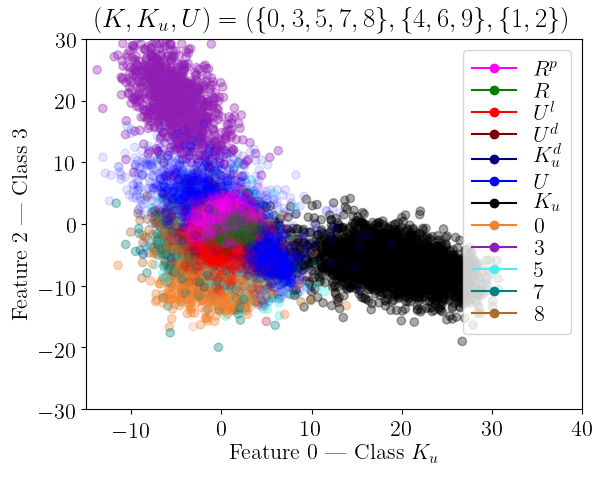 (K, K_u, U) = ({0, 3, 5, 7, 8}, {4, 6, 9}, {1, 2})
30
20
10
0
−10
−20
−30
Feature 2 — Class 3
−10
0
10
20
30
40
Feature 0 — Class K_u
R^p
R
U^l
U^d
K_u^d
U
K_u
0
3
5
7
8